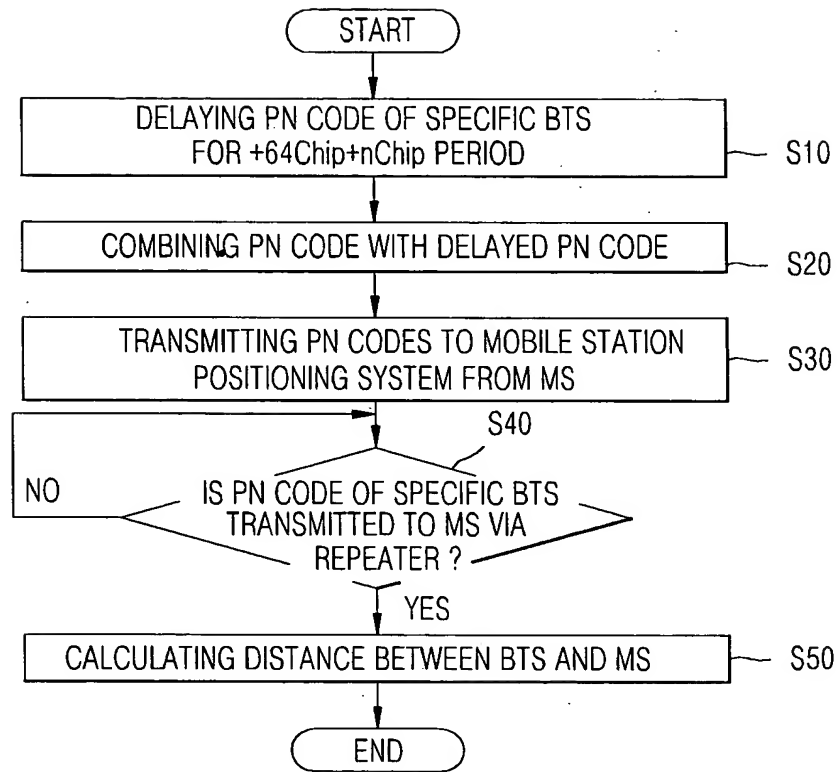 START
DELAYING PN CODE OF SPECIFIC BTS
FOR +64Chip+nChip PERIOD
S10
COMBINING PN CODE WITH DELAYED PN CODE
S20
TRANSMITTING PN CODES TO MOBILE STATION
POSITIONING SYSTEM FROM MS
S30
S40
IS PN CODE OF SPECIFIC BTS
TRANSMITTED TO MS VIA
REPEATER ?
NO
YES
CALCULATING DISTANCE BETWEEN BTS AND MS
S50
END